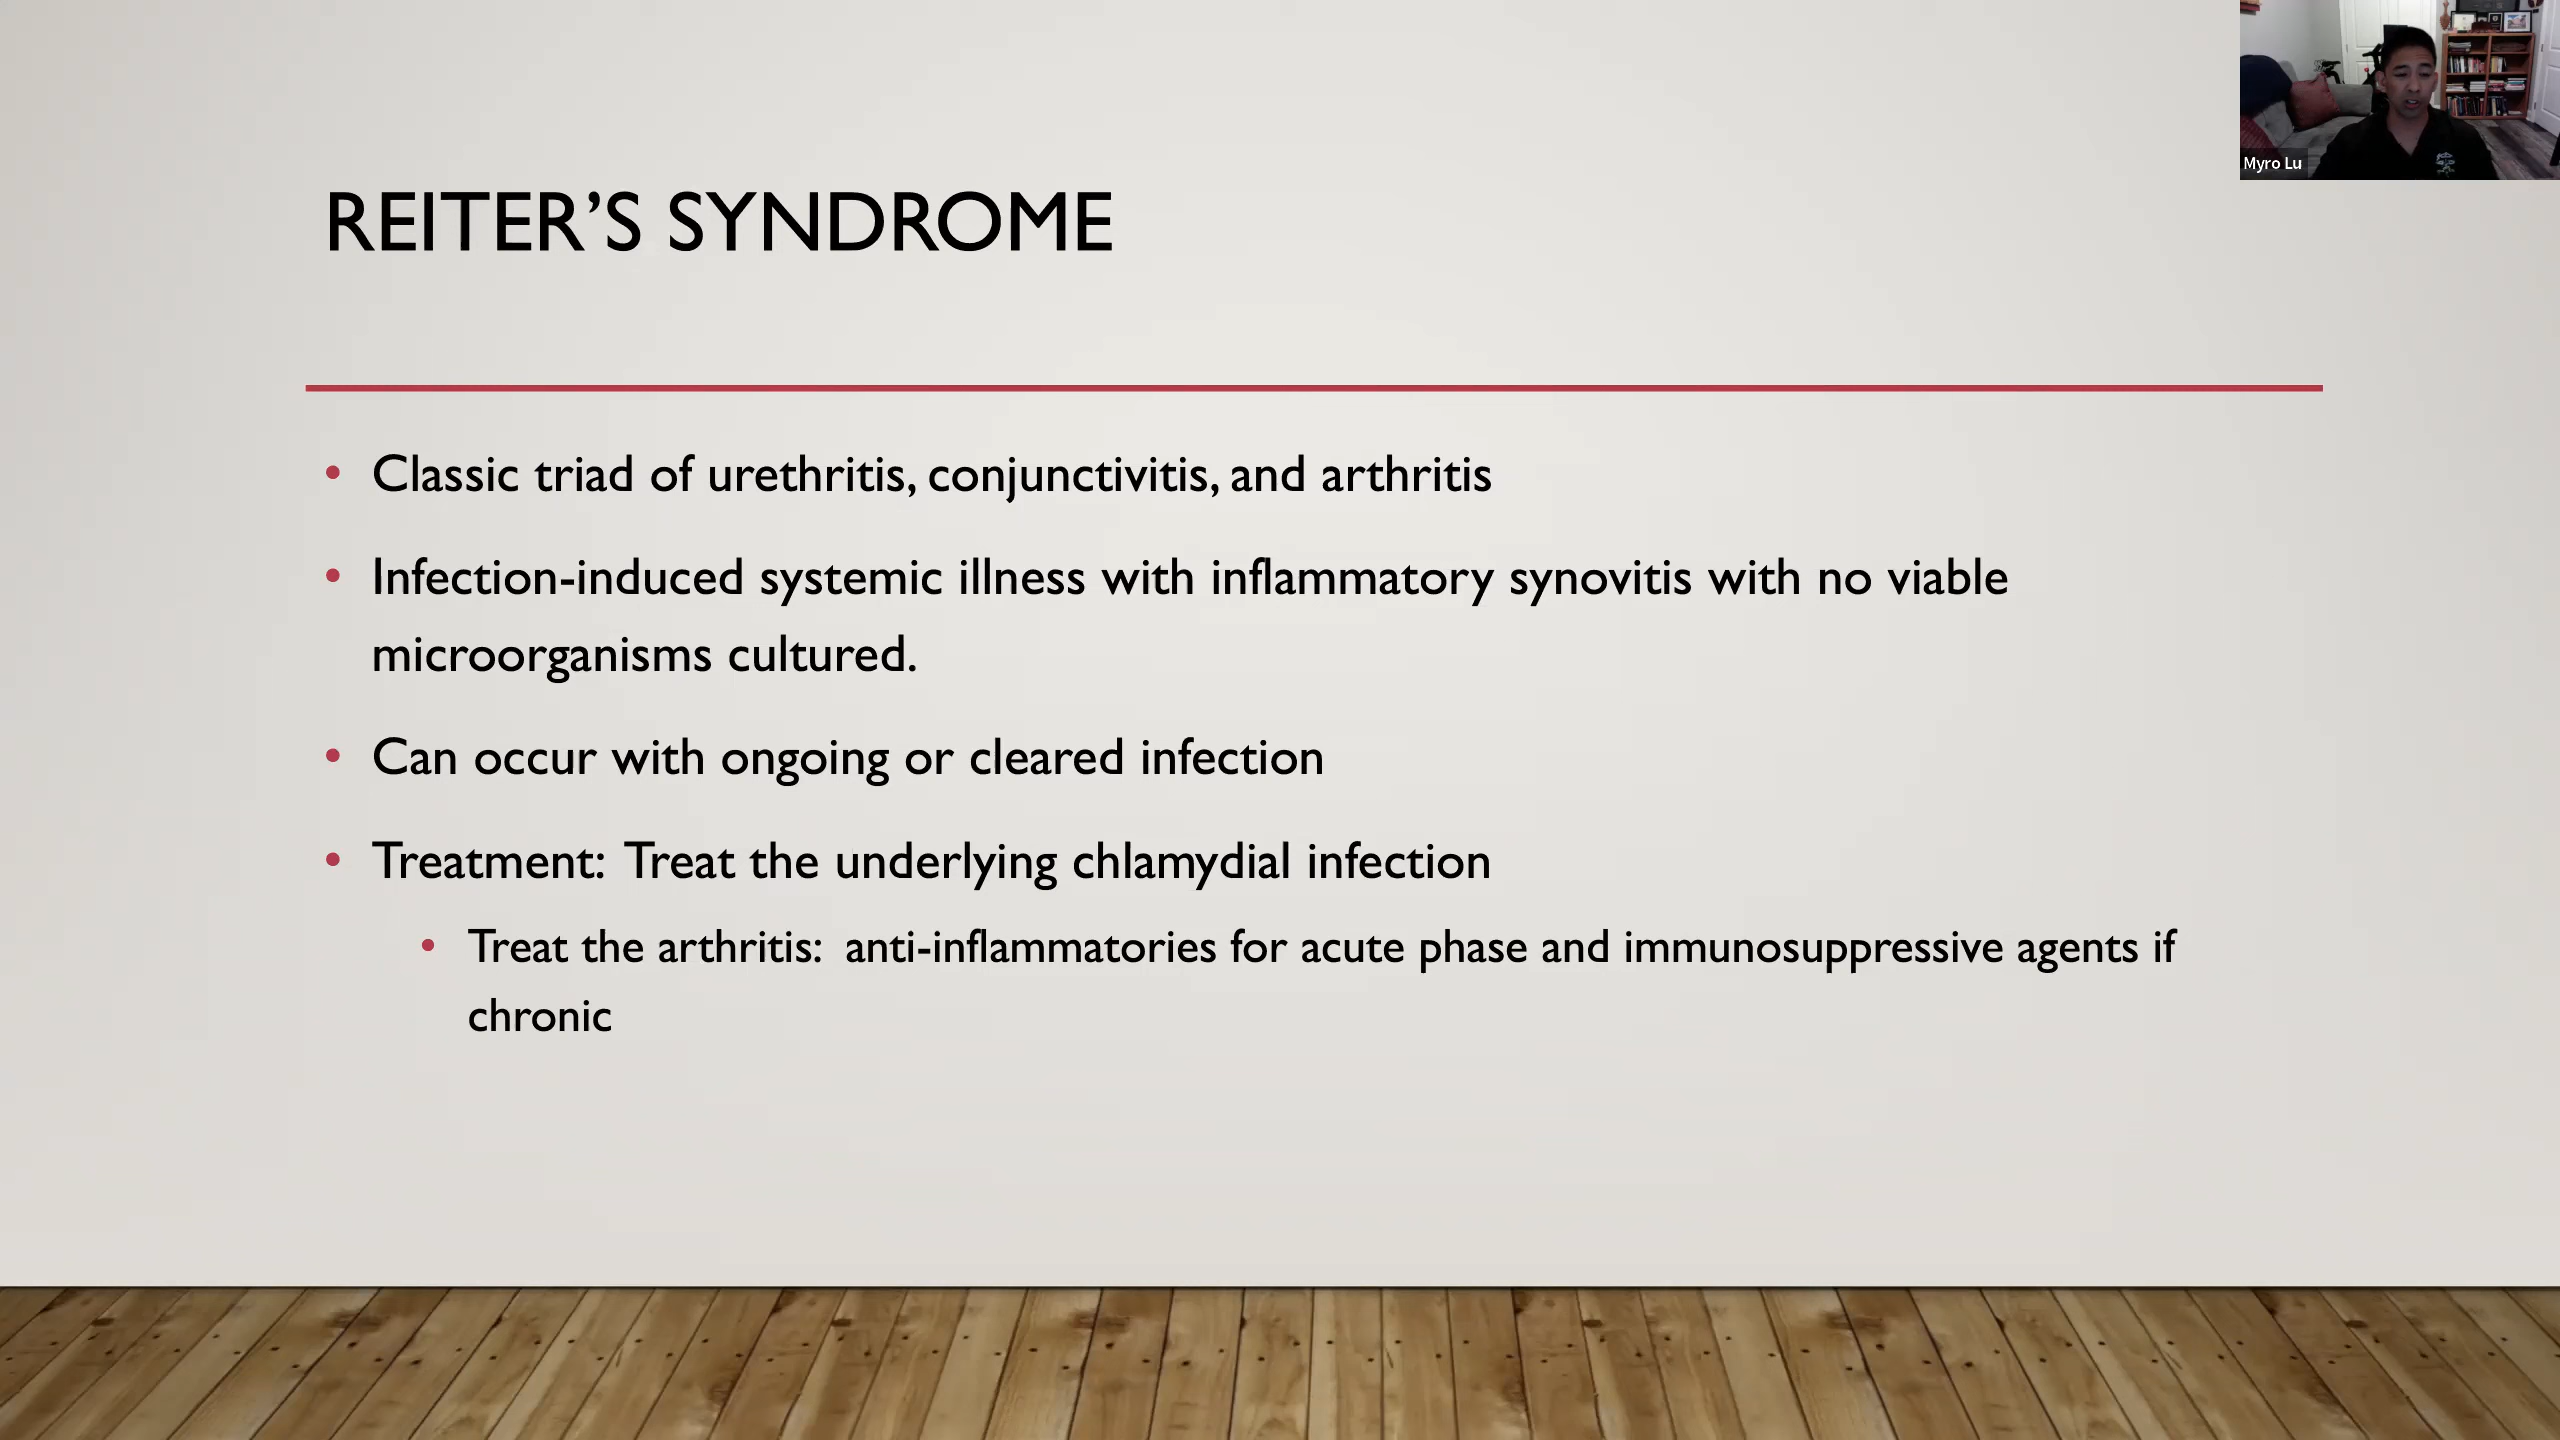 Myro Lu
REITER’S SYNDROME
• Classic triad of urethritis, conjunctivitis, and arthritis
• Infection-induced systemic illness with inflammatory synovitis with no viable
microorganisms cultured.
• Can occur with ongoing or cleared infection
• Treatment: Treat the underlying chlamydial infection
• Treat the arthritis: anti-inflammatories for acute phase and immunosuppressive agents if
chronic